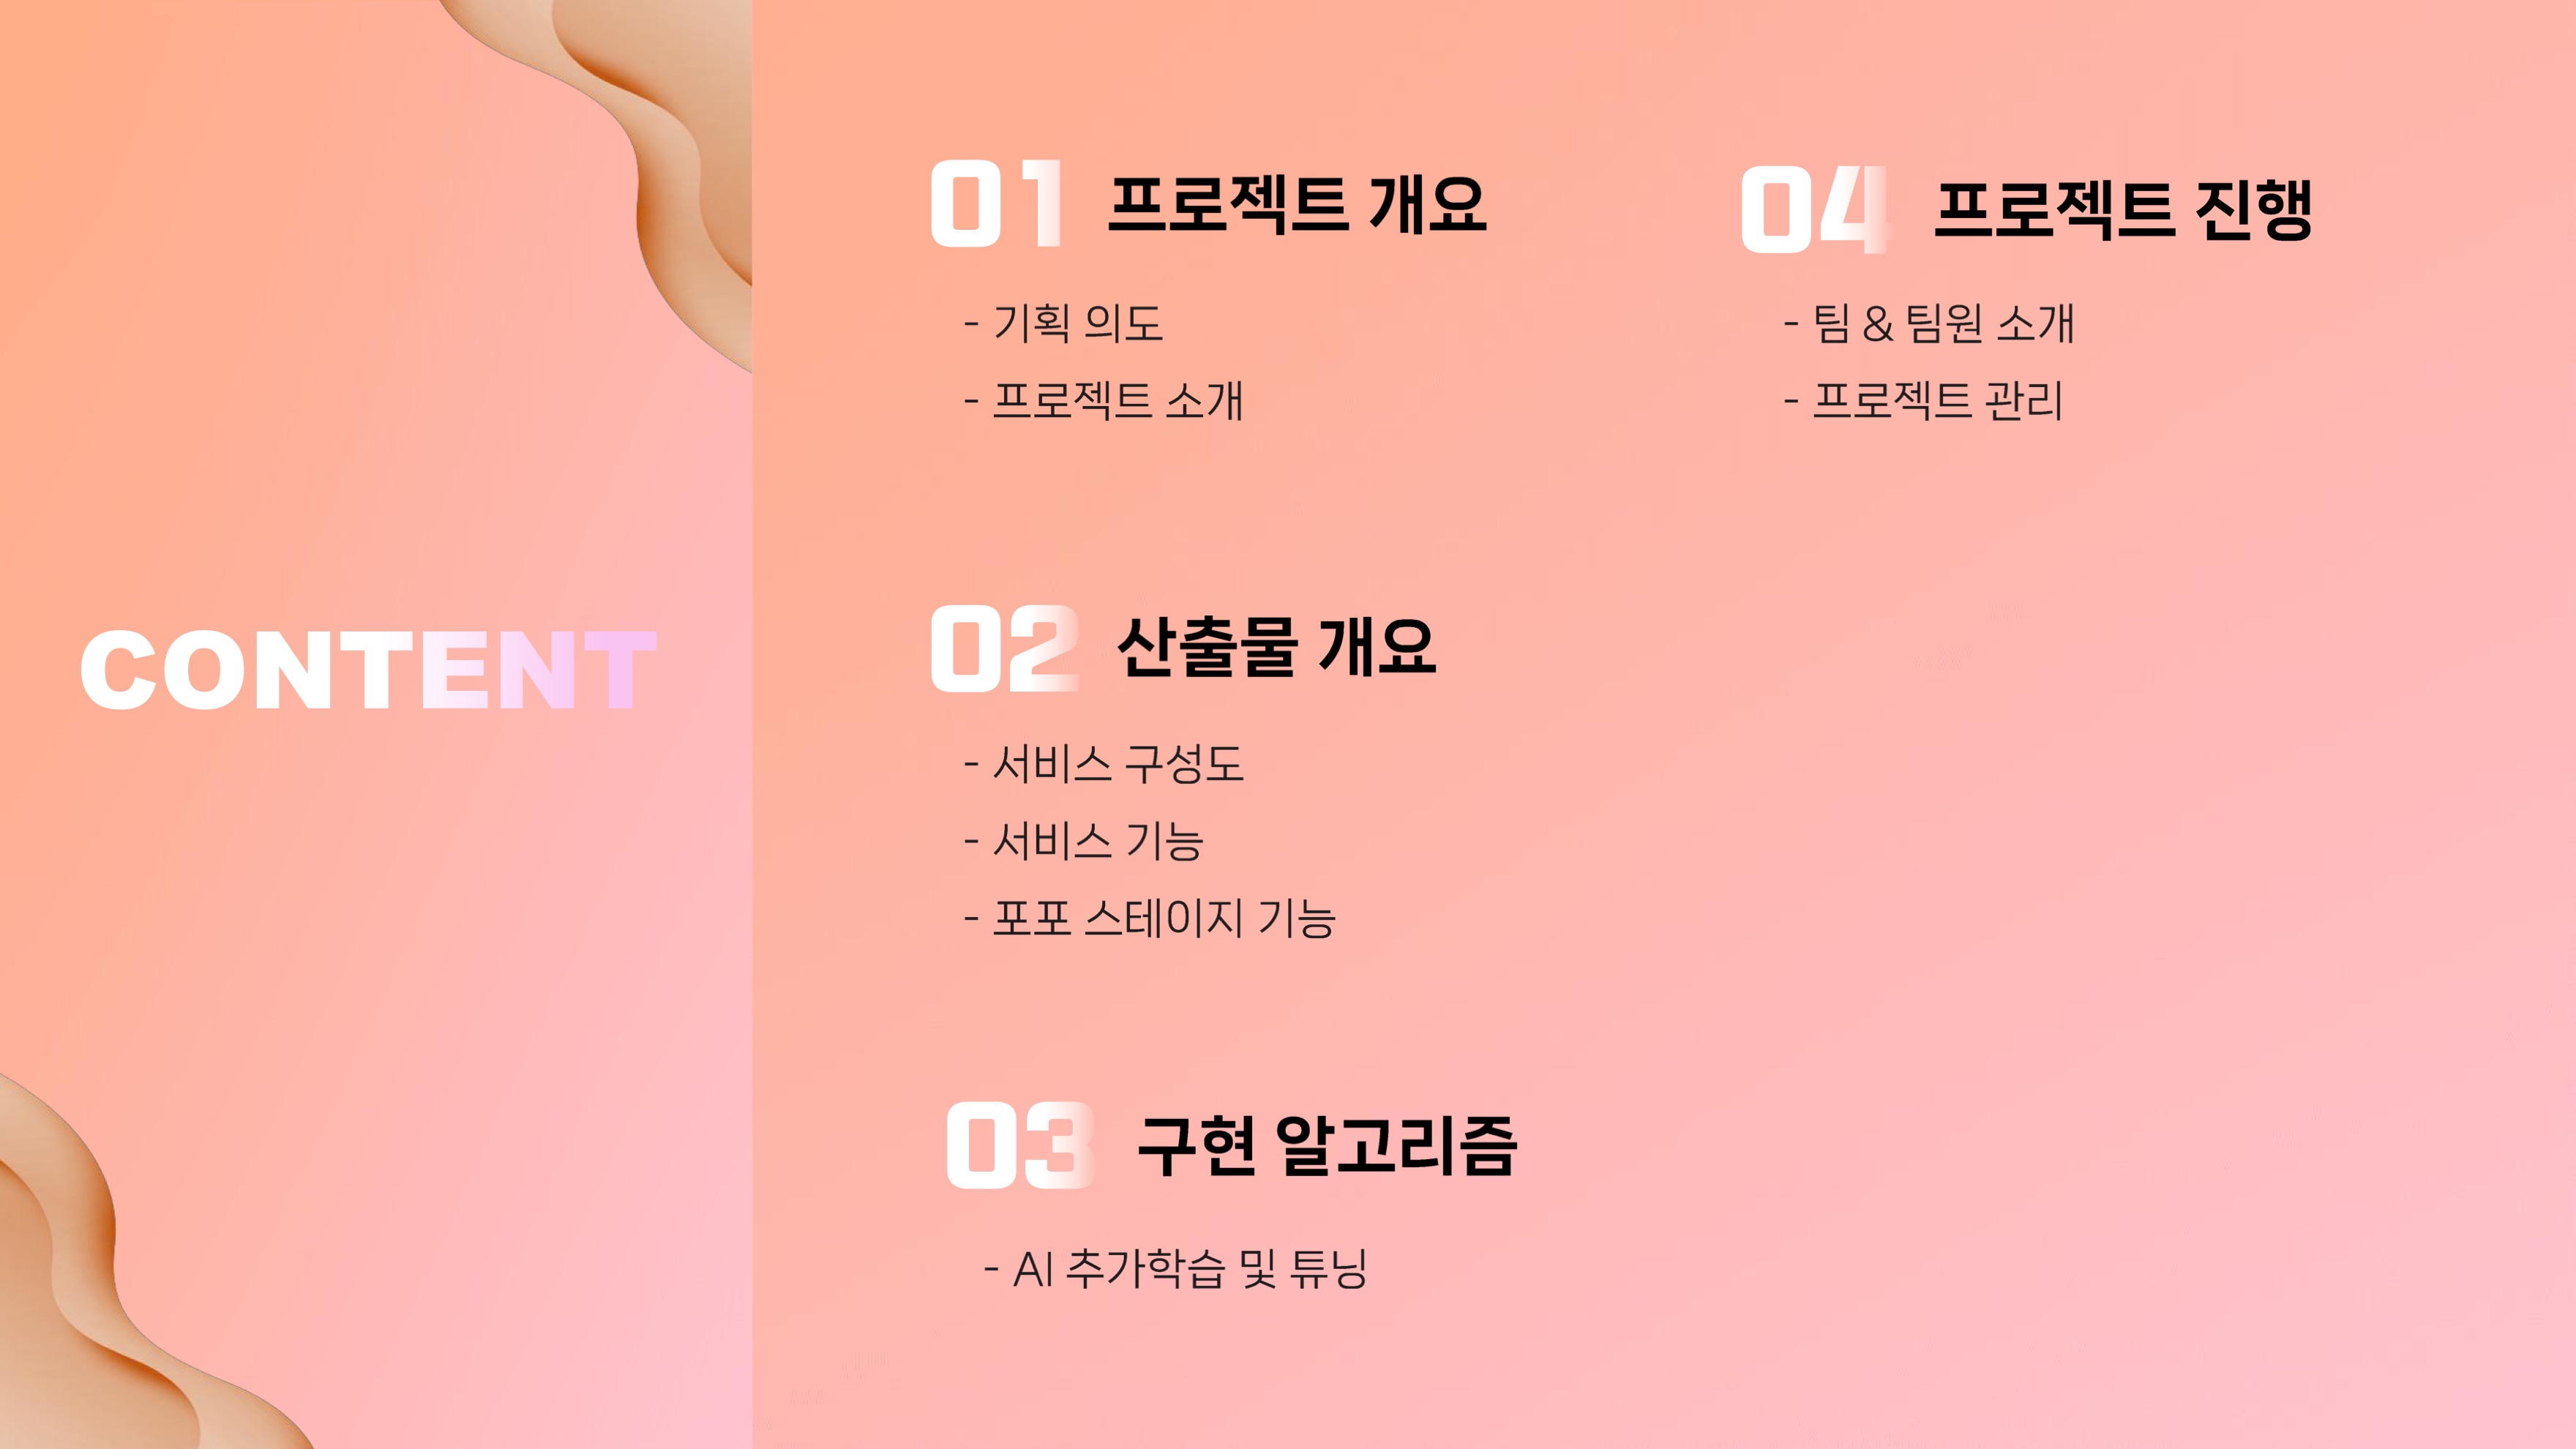 CONTENT
01 프로젝트 개요
- 기획 의도
- 프로젝트 소개
02 산출물 개요
- 서비스 구성도
- 서비스 기능
- 포포 스테이지 기능
03 구현 알고리즘
- AI 추가학습 및 튜닝
04 프로젝트 진행
- 팀 & 팀원 소개
- 프로젝트 관리